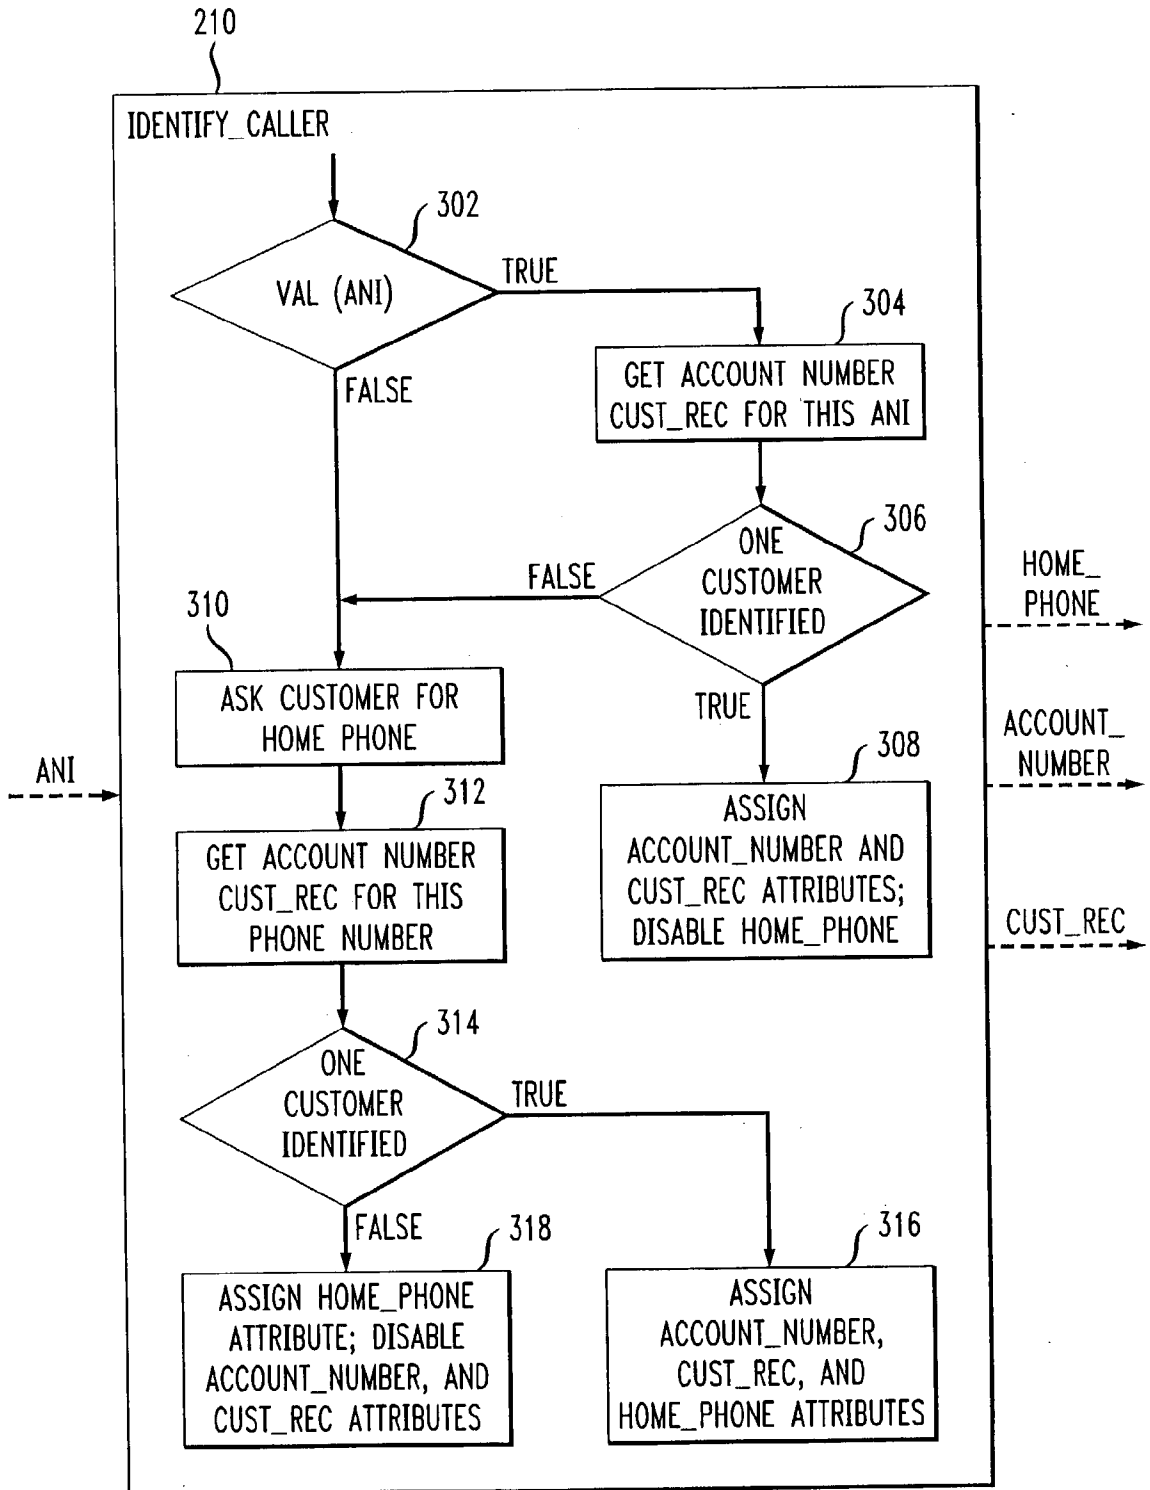 210
IDENTIFY_CALLER
302
VAL (ANI)
TRUE
FALSE
304
GET ACCOUNT NUMBER
CUST_REC FOR THIS ANI
306
ONE
CUSTOMER
IDENTIFIED
FALSE
TRUE
310
ASK CUSTOMER FOR
HOME PHONE
308
ASSIGN
ACCOUNT_NUMBER AND
CUST_REC ATTRIBUTES;
DISABLE HOME_PHONE
HOME_
PHONE
ACCOUNT_
NUMBER
CUST_REC
ANI
312
GET ACCOUNT NUMBER
CUST_REC FOR THIS
PHONE NUMBER
314
ONE
CUSTOMER
IDENTIFIED
TRUE
FALSE
318
ASSIGN HOME_PHONE
ATTRIBUTE; DISABLE
ACCOUNT_NUMBER, AND
CUST_REC ATTRIBUTES
316
ASSIGN
ACCOUNT_NUMBER,
CUST_REC, AND
HOME_PHONE ATTRIBUTES